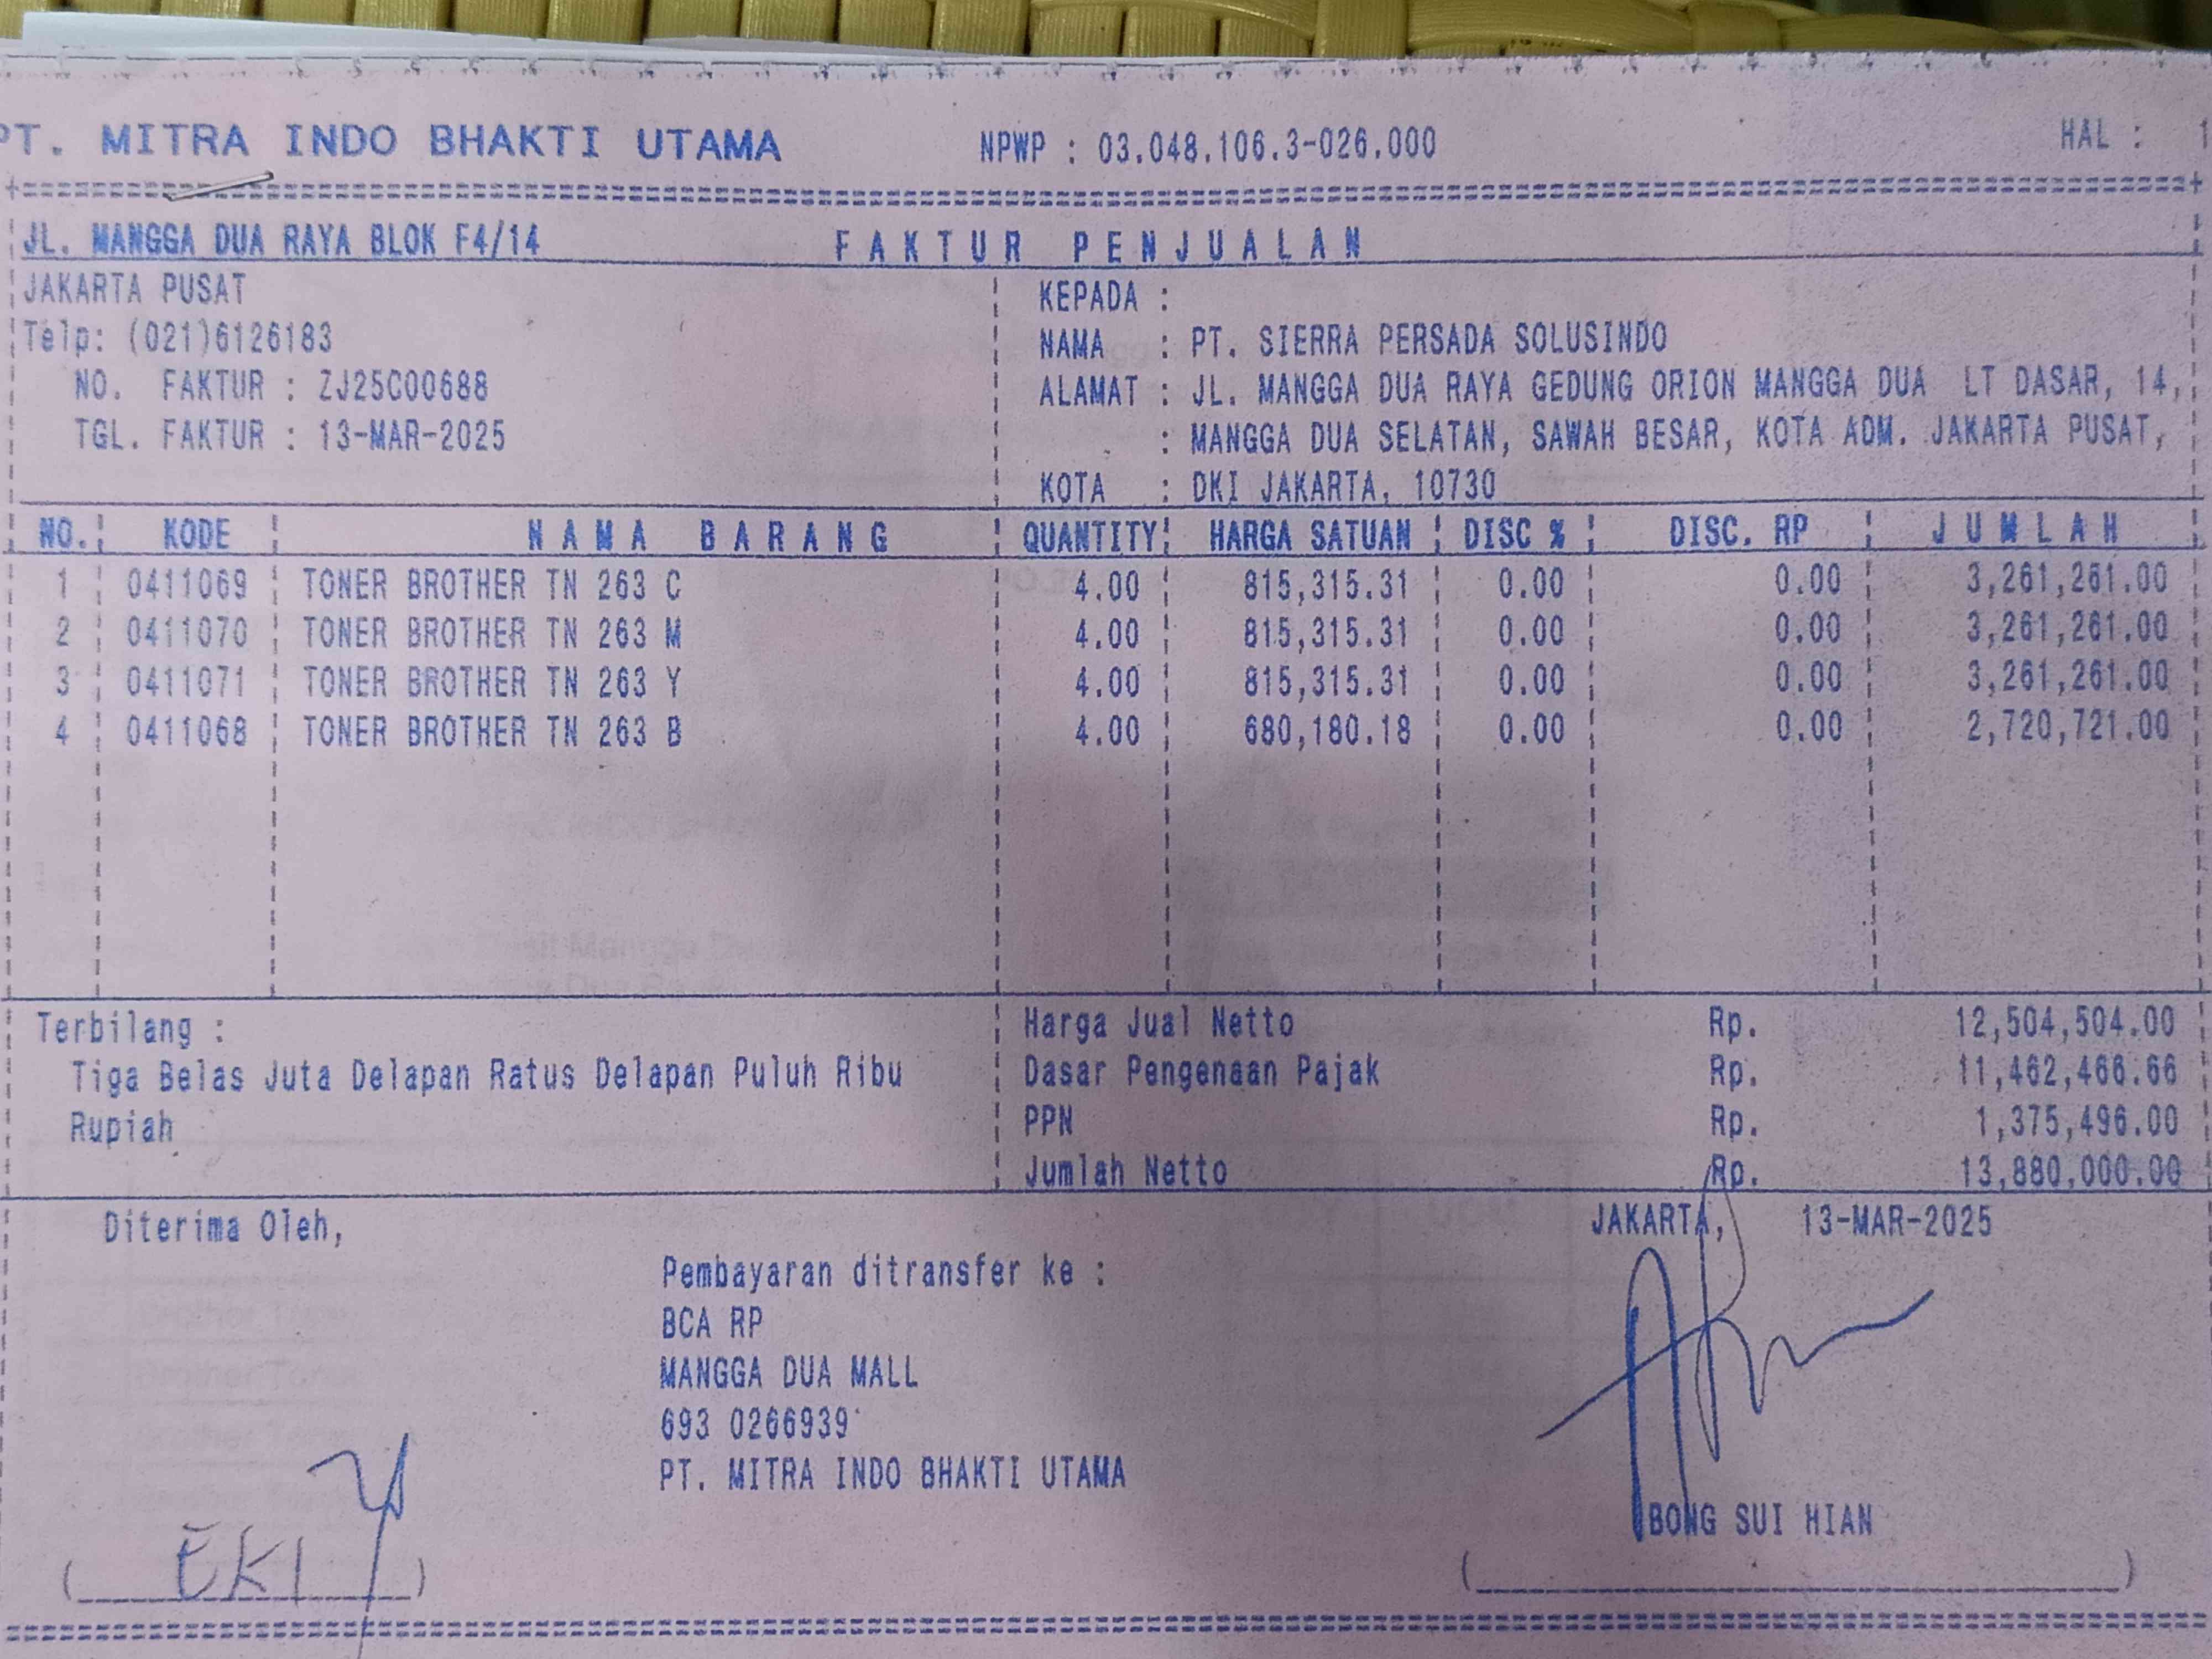 PT. MITRA INDO BHAKTI UTAMA NPWP : 03.048.106.3-026.000 HAL : 1
JL. MANGGA DUA RAYA BLOK F4/14 FAKTUR PENJUALAN
JAKARTA PUSAT
Telp: (021)6126183
NO. FAKTUR : ZJ25C00688
TGL. FAKTUR : 13-MAR-2025
KEPADA :
NAMA : PT. SIERRA PERSADA SOLUSINDO
ALAMAT : JL. MANGGA DUA RAYA GEDUNG ORION MANGGA DUA LT DASAR, 14,
: MANGGA DUA SELATAN, SAWAH BESAR, KOTA ADM. JAKARTA PUSAT,
KOTA : DKI JAKARTA, 10730
NO. KODE NAMA BARANG QUANTITY HARGA SATUAN DISC % DISC. RP JUMLAH
1 0411069 TONER BROTHER TN 263 C 4.00 815,315.31 0.00 0.00 3,261,261.00
2 0411070 TONER BROTHER TN 263 M 4.00 815,315.31 0.00 0.00 3,261,261.00
3 0411071 TONER BROTHER TN 263 Y 4.00 815,315.31 0.00 0.00 3,261,261.00
4 0411068 TONER BROTHER TN 263 B 4.00 680,180.18 0.00 0.00 2,720,721.00
Terbilang :
Tiga Belas Juta Delapan Ratus Delapan Puluh Ribu
Rupiah
Harga Jual Netto Rp. 12,504,504.00
Dasar Pengenaan Pajak Rp. 11,462,466.66
PPN Rp. 1,375,496.00
Jumlah Netto Rp. 13,880,000.00
Diterima Oleh,
EKI
Pembayaran ditransfer ke :
BCA RP
MANGGA DUA MALL
693 0266939
PT. MITRA INDO BHAKTI UTAMA
JAKARTA, 13-MAR-2025
BONG SUI HIAN